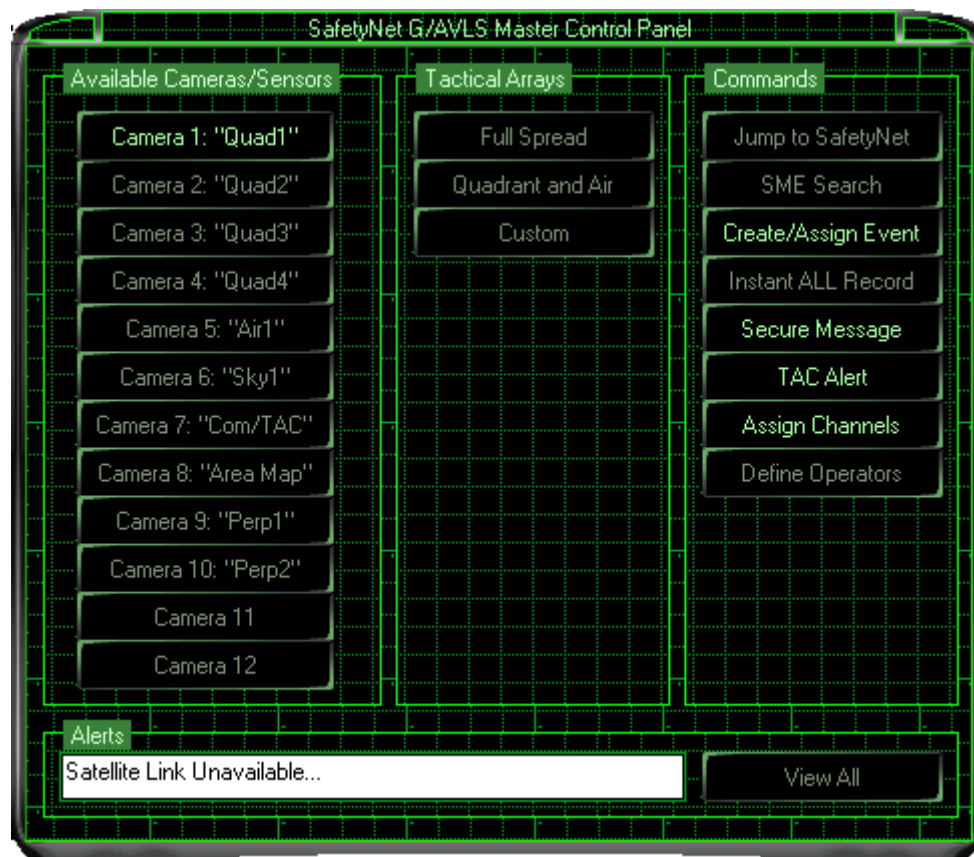 SafetyNet G/AVLS Master Control Panel
Available Cameras/Sensors
Camera 1: "Quad1"
Camera 2: "Quad2"
Camera 3: "Quad3"
Camera 4: "Quad4"
Camera 5: "Air1"
Camera 6: "Sky1"
Camera 7: "Com/TAC"
Camera 8: "Area Map"
Camera 9: "Perp1"
Camera 10: "Perp2"
Camera 11
Camera 12
Tactical Arrays
Full Spread
Quadrant and Air
Custom
Commands
Jump to SafetyNet
SME Search
Create/Assign Event
Instant ALL Record
Secure Message
TAC Alert
Assign Channels
Define Operators
Alerts
Satellite Link Unavailable...
View All